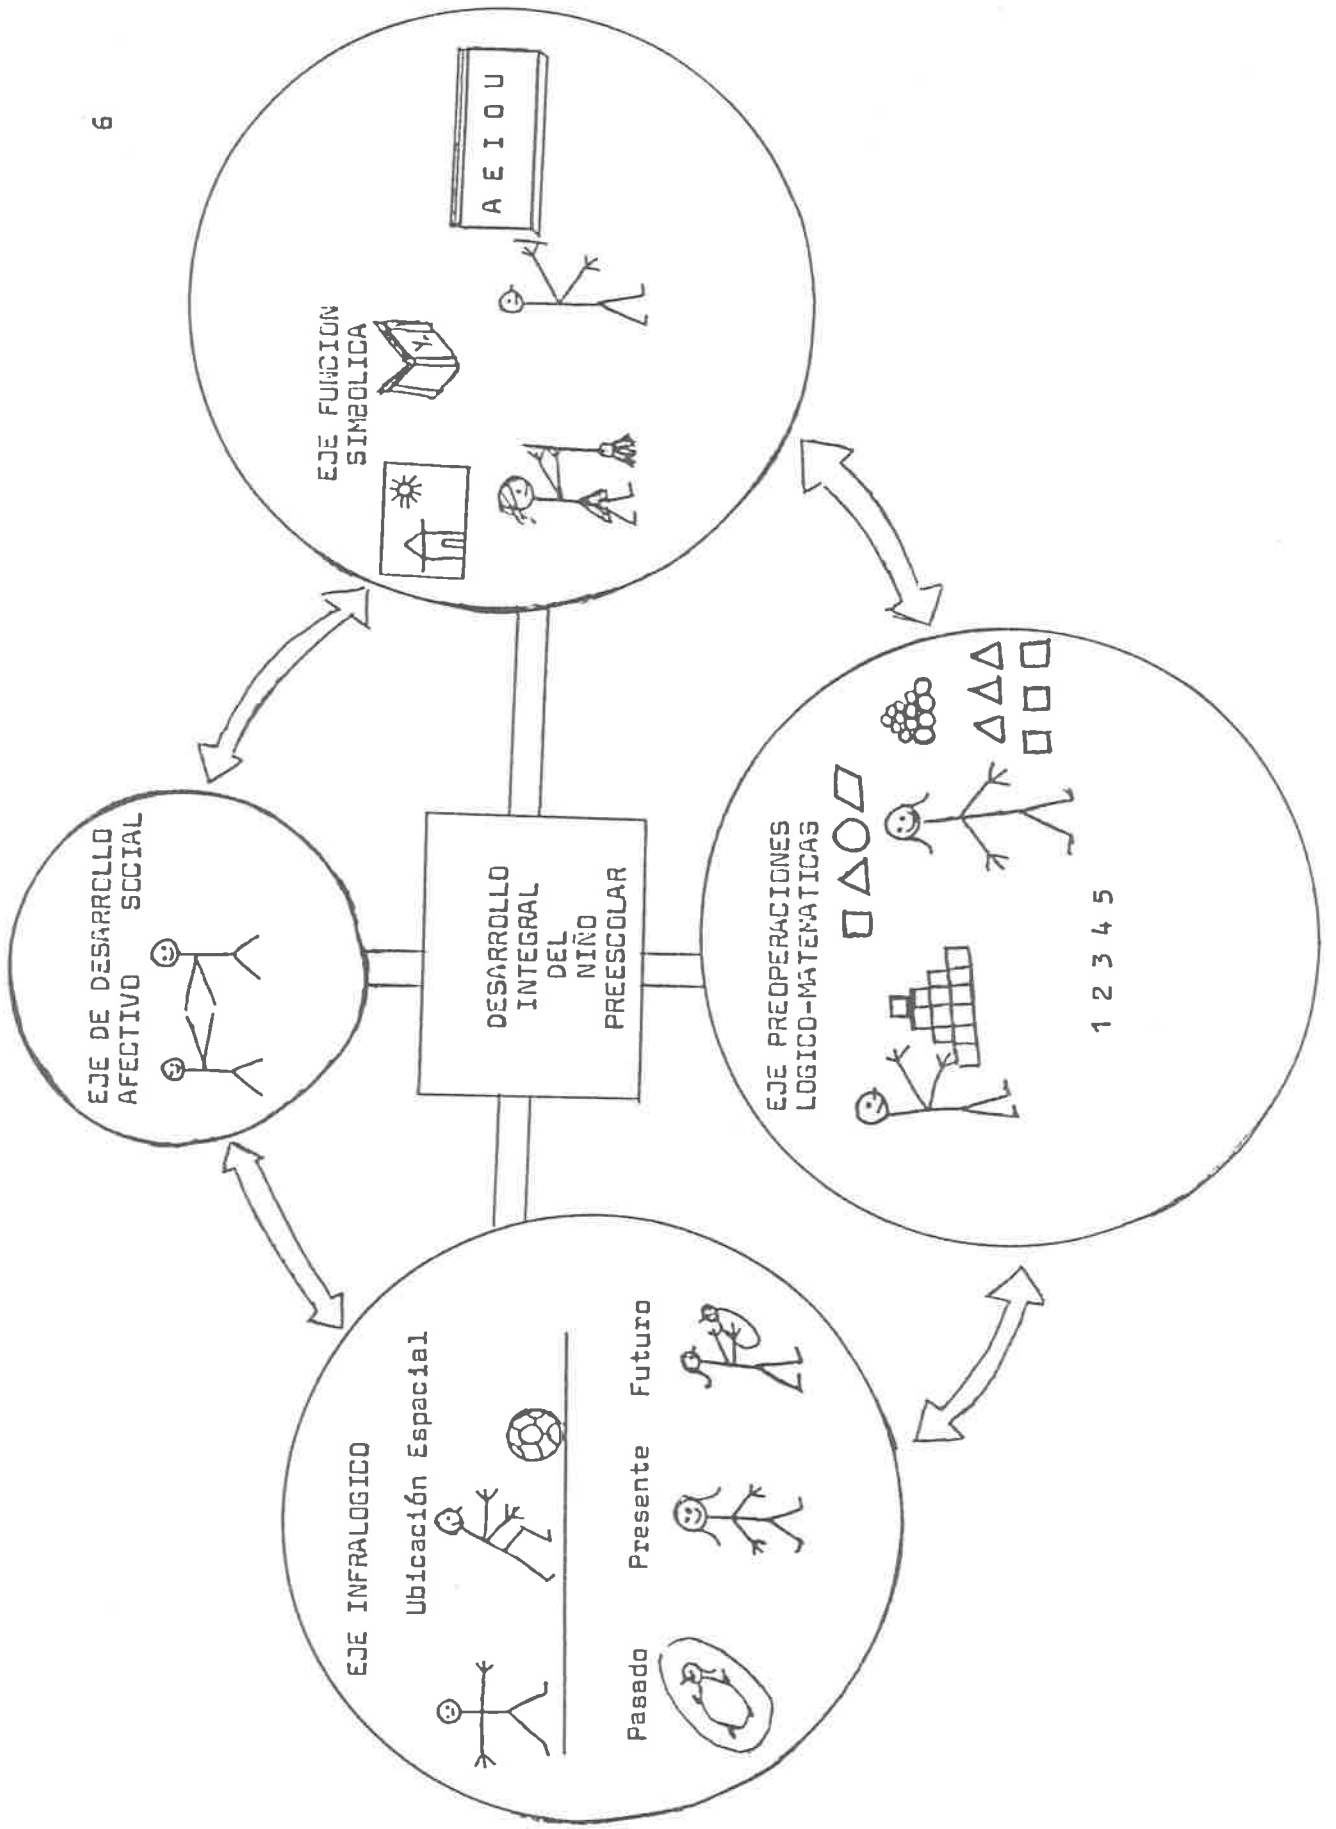 6
EJE DE DESARROLLO
AFECTIVO SOCIAL
EJE INFRALOGICO
Ubicación Espacial
Pasado Presente Futuro
DESARROLLO
INTEGRAL
DEL
NIÑO
PREESCOLAR
EJE FUNCION
SIMBOLICA
A E I O U
EJE PREOPERACIONES
LOGICO-MATEMATICAS
1 2 3 4 5